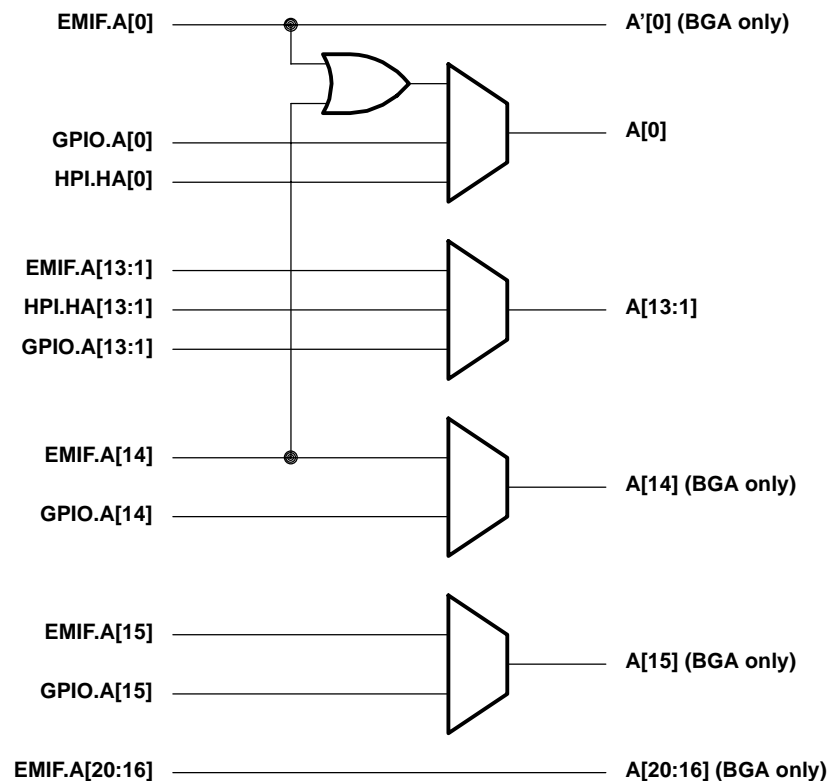 EMIF.A[0]
A’[0] (BGA only)
GPIO.A[0]
A[0]
HPI.HA[0]
EMIF.A[13:1]
HPI.HA[13:1]
A[13:1]
GPIO.A[13:1]
EMIF.A[14]
A[14] (BGA only)
GPIO.A[14]
EMIF.A[15]
A[15] (BGA only)
GPIO.A[15]
EMIF.A[20:16]
A[20:16] (BGA only)